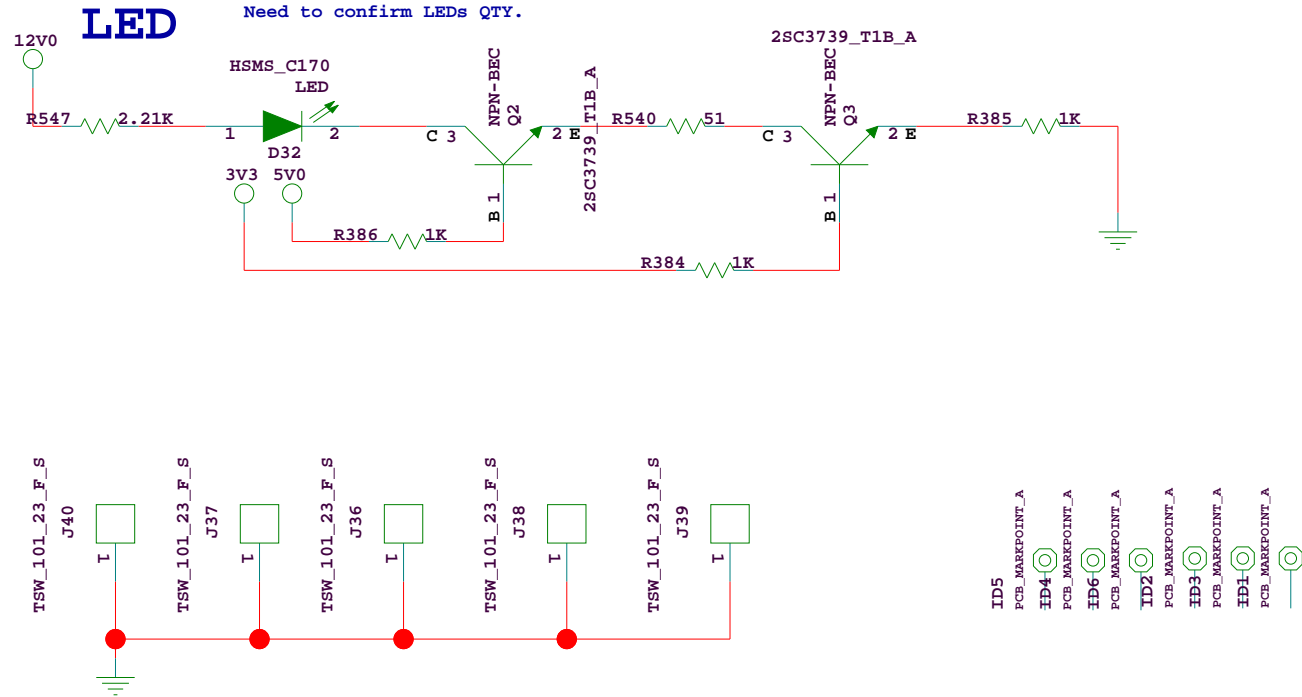 LED
Need to confirm LEDs QTY.
12V0
R547
2.21K
HSMS_C170
LED
1
2
D32
NPN-BEC
Q2
C
3
2
E
B
1
2SC3739_T1B_A
R540
51
2SC3739_T1B_A
NPN-BEC
Q3
C
3
2
E
B
1
R385
1K
3V3
5V0
R386
1K
R384
1K
TSW_101_23_F_S
J40
1
TSW_101_23_F_S
J37
1
TSW_101_23_F_S
J36
1
TSW_101_23_F_S
J38
1
TSW_101_23_F_S
J39
1
ID5
PCB_MARKPOINT_A
ID4
PCB_MARKPOINT_A
ID6
PCB_MARKPOINT_A
ID2
PCB_MARKPOINT_A
ID3
PCB_MARKPOINT_A
ID1
PCB_MARKPOINT_A